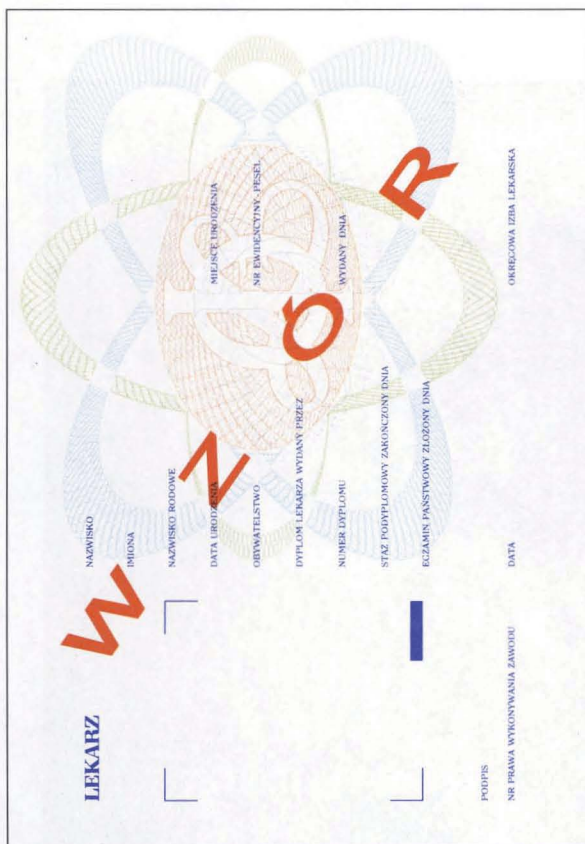 LEKARZ
NAZWISKO
IMIONA
NAZWISKO RODOWE
DATA URODZENIA MIEJSCE URODZENIA
OBYWATELSTWO NR EWIDENCYJNY PESEL
DYPLOM LEKARZA WYDANY PRZEZ
NUMER DYPLOMU WYDANY DNIA
STAŻ PODYPLOMOWY ZAKOŃCZONY DNIA
EGZAMIN PAŃSTWOWY ZŁOŻONY DNIA
PODPIS
NR PRAWA WYKONYWANIA ZAWODU DATA OKRĘGOWA IZBA LEKARSKA
WZÓR